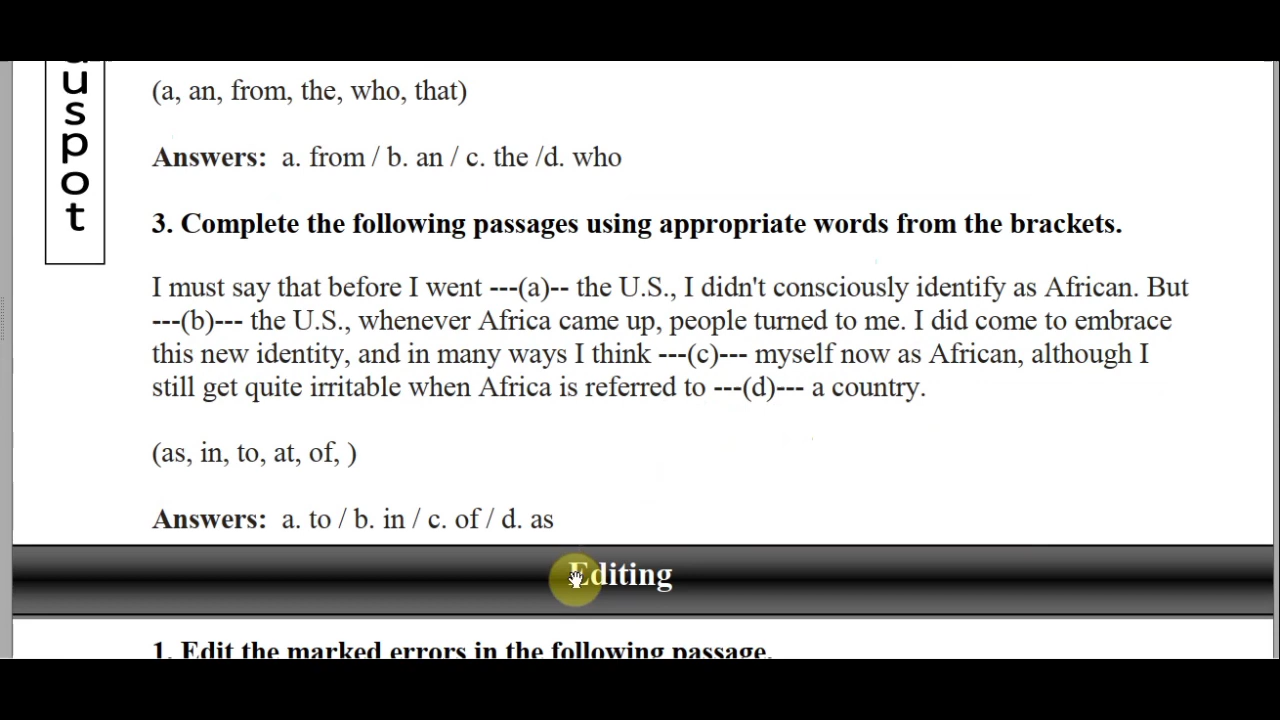 u
s
p
o
t
(a, an, from, the, who, that)
Answers: a. from / b. an / c. the /d. who
3. Complete the following passages using appropriate words from the brackets.
I must say that before I went ---(a)-- the U.S., I didn't consciously identify as African. But
---(b)--- the U.S., whenever Africa came up, people turned to me. I did come to embrace
this new identity, and in many ways I think ---(c)--- myself now as African, although I
still get quite irritable when Africa is referred to ---(d)--- a country.
(as, in, to, at, of, )
Answers: a. to / b. in / c. of / d. as
Editing
1. Edit the marked errors in the following passage.